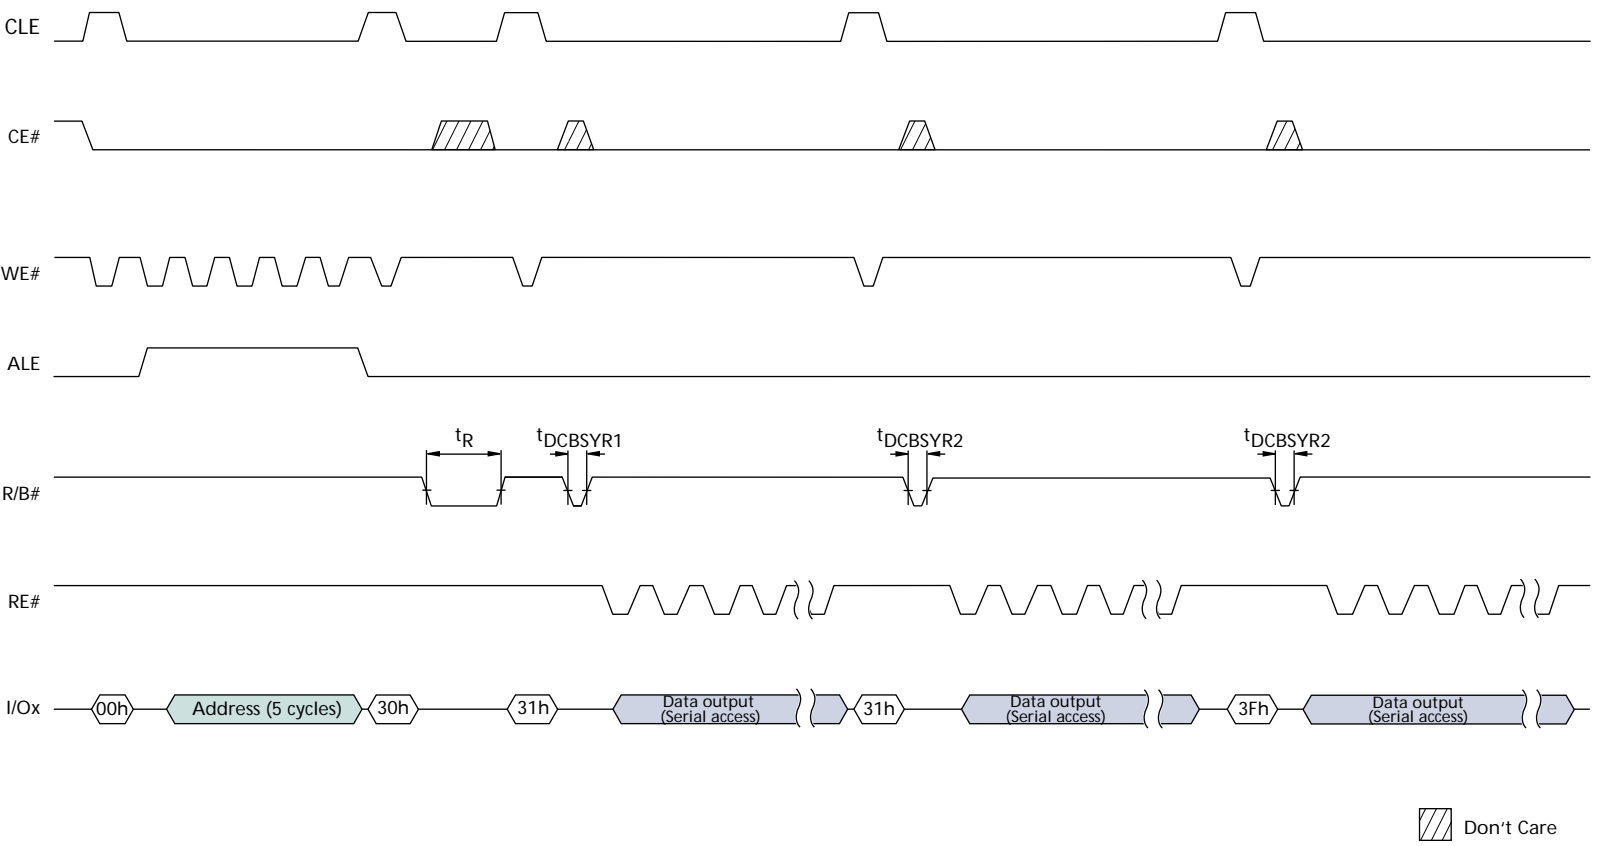 CLE
CE#
WE#
ALE
tR
tDCBSYR1
tDCBSYR2
tDCBSYR2
R/B#
RE#
I/Ox
00h
Address (5 cycles)
30h
31h
Data output
(Serial access)
31h
Data output
(Serial access)
3Fh
Data output
(Serial access)
Don't Care